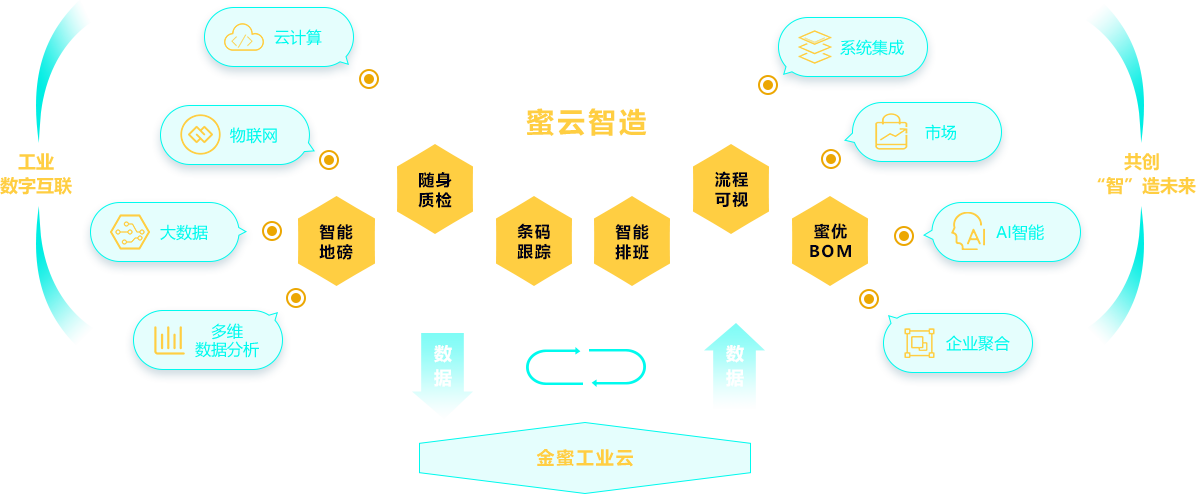 云计算
物联网
大数据
多维
数据分析
工业
数字互联
蜜云智造
智能
地磅
随身
质检
条码
跟踪
智能
排班
流程
可视
蜜优
BOM
数
据
数
据
金蜜工业云
系统集成
市场
AI
AI智能
企业聚合
共创
“智”造未来